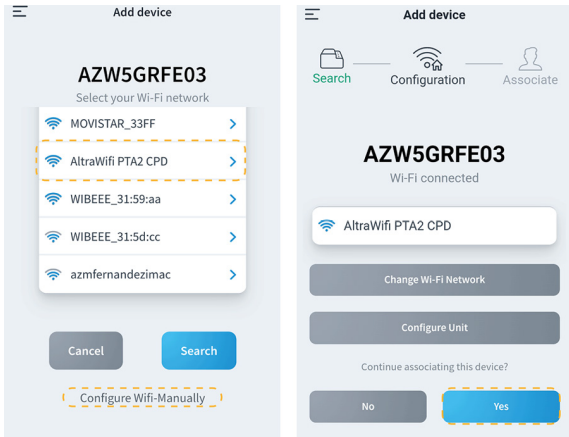 Add device
AZW5GRFE03
Select your Wi-Fi network
MOVISTAR_33FF
AltraWifi PTA2 CPD
WIBEEE_31:59:aa
WIBEEE_31:5d:cc
azmfernandezimac
Cancel
Search
Configure Wifi-Manually
Add device
Search
Configuration
Associate
AZW5GRFE03
Wi-Fi connected
AltraWifi PTA2 CPD
Change Wi-Fi Network
Configure Unit
Continue associating this device?
No
Yes